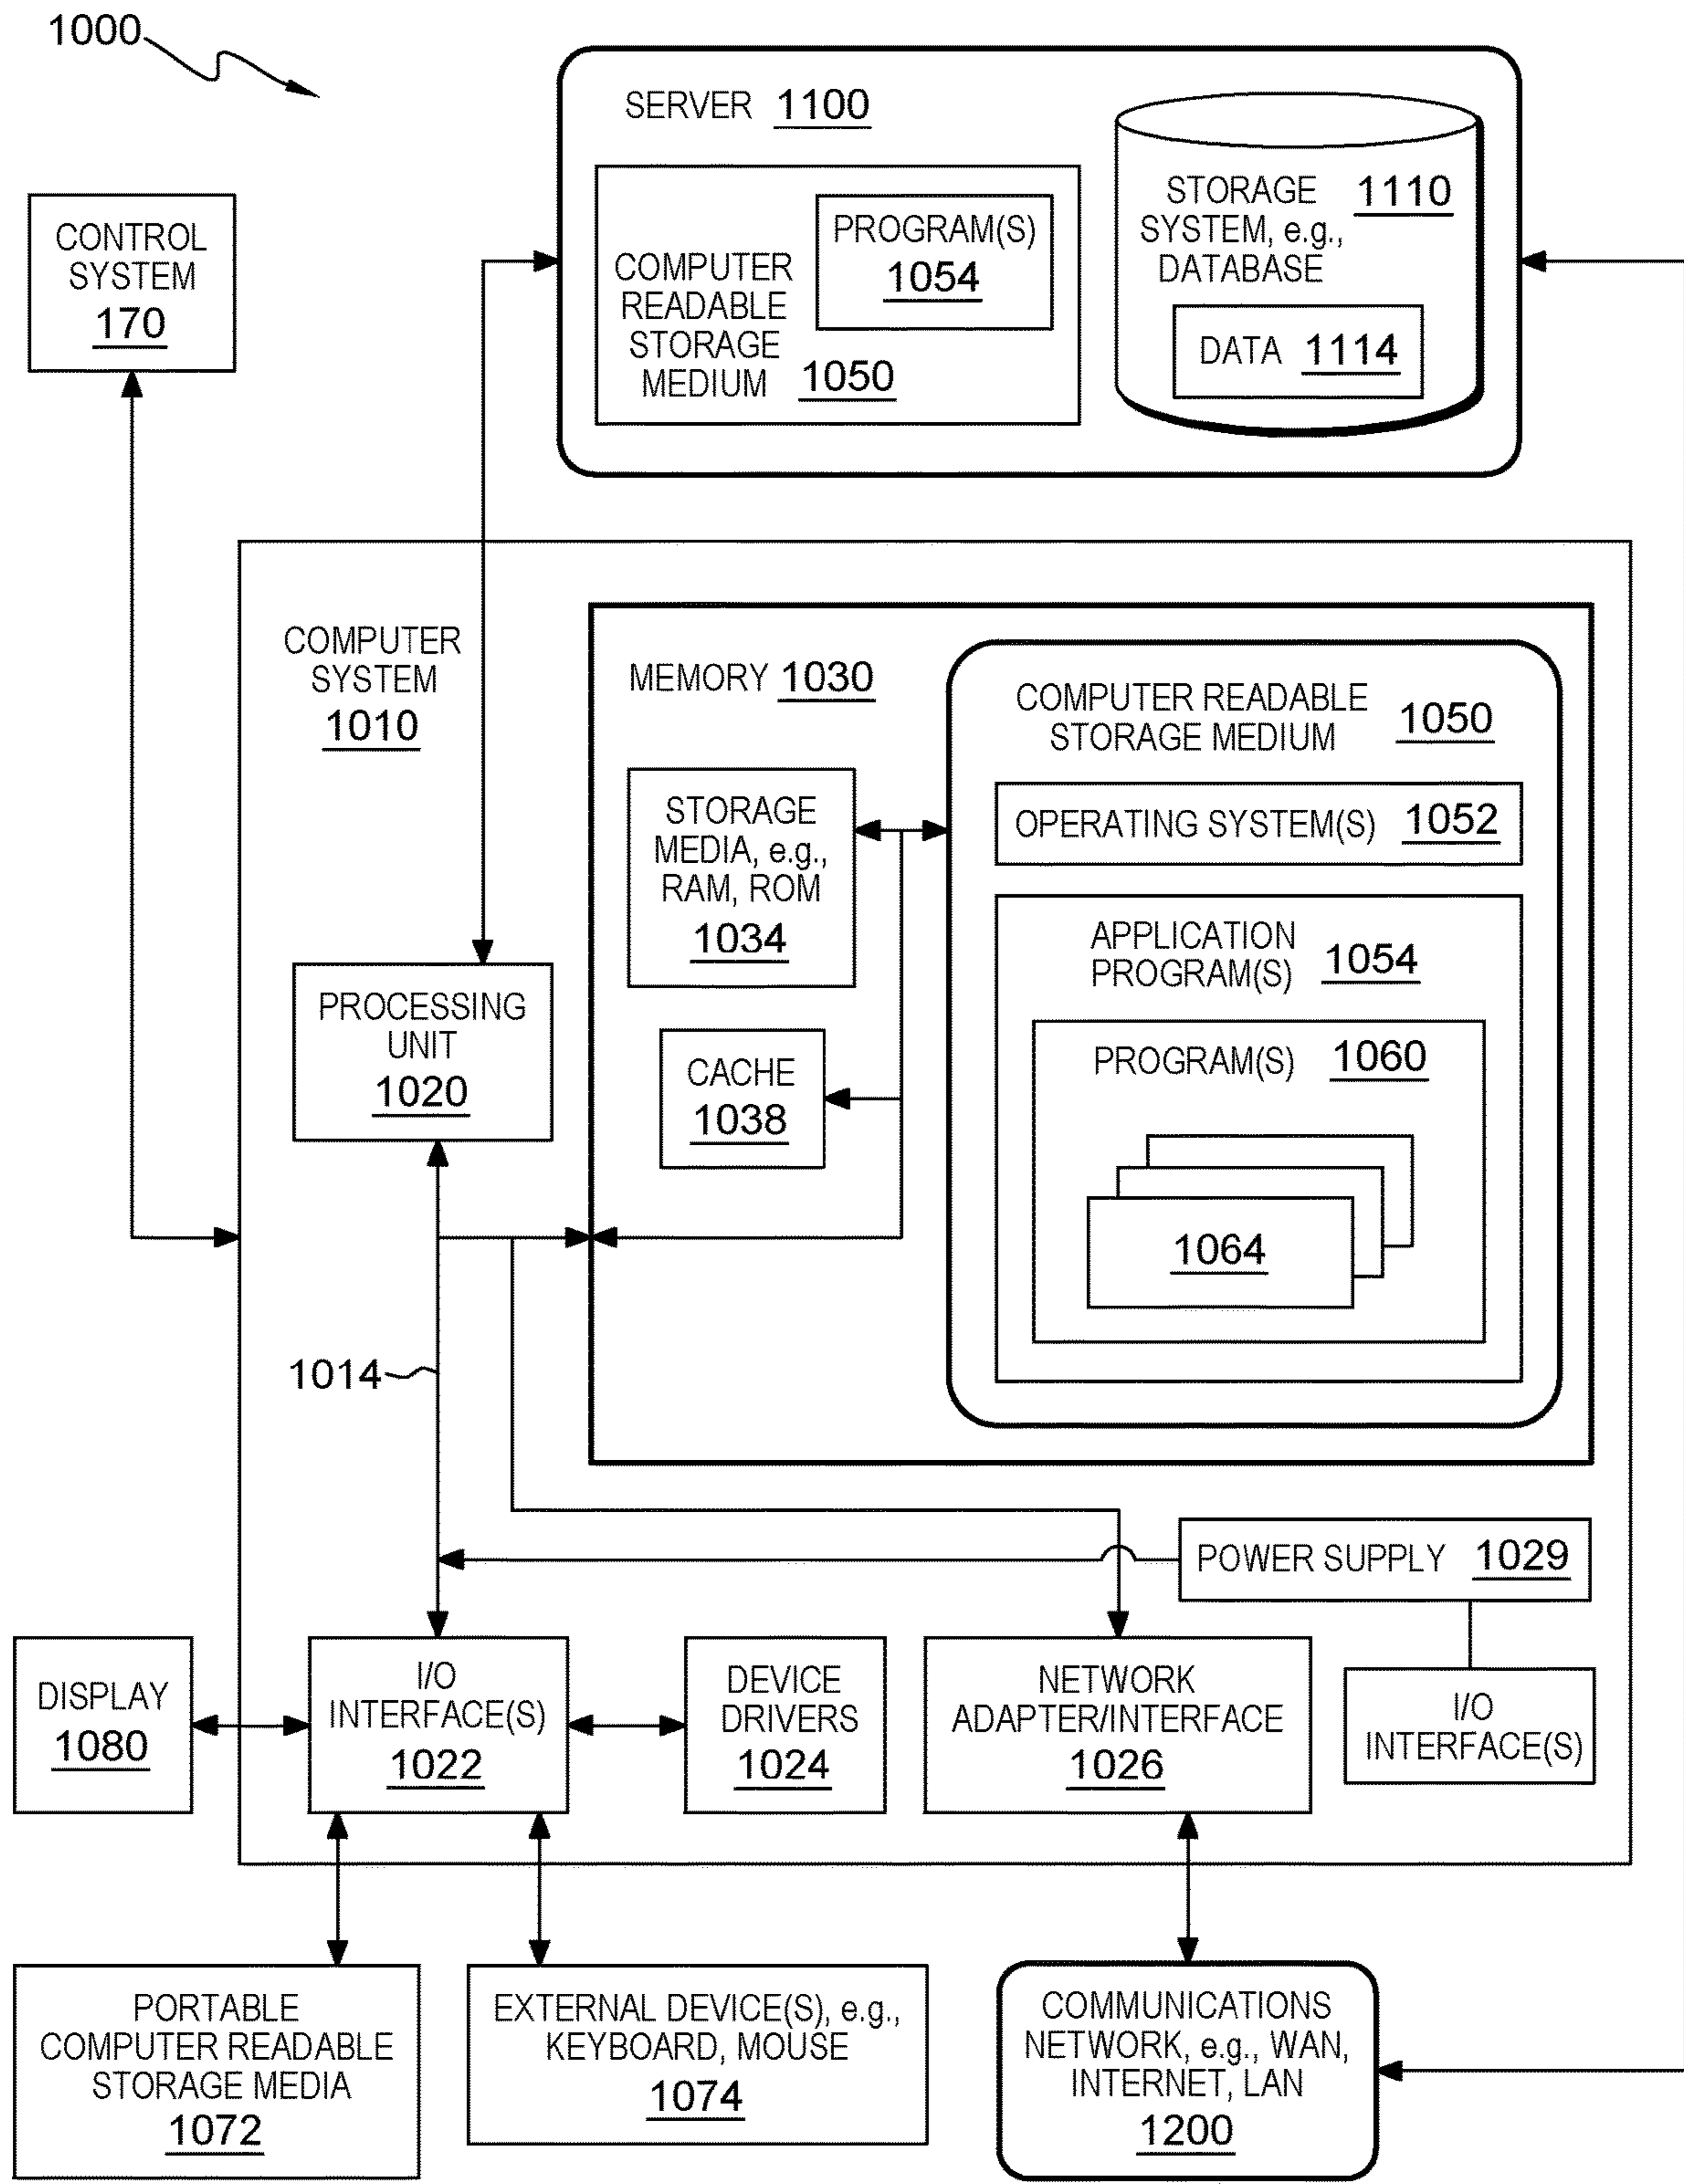 1000
SERVER 1100
COMPUTER
READABLE
STORAGE
MEDIUM 1050
PROGRAM(S)
1054
STORAGE 1110
SYSTEM, e.g.,
DATABASE
DATA 1114
CONTROL
SYSTEM
170
COMPUTER
SYSTEM
1010
MEMORY 1030
COMPUTER READABLE
STORAGE MEDIUM 1050
STORAGE
MEDIA, e.g.,
RAM, ROM
1034
OPERATING SYSTEM(S) 1052
APPLICATION
PROGRAM(S) 1054
PROCESSING
UNIT
1020
CACHE
1038
PROGRAM(S) 1060
1064
1014
POWER SUPPLY 1029
DISPLAY
1080
I/O
INTERFACE(S)
1022
DEVICE
DRIVERS
1024
NETWORK
ADAPTER/INTERFACE
1026
I/O
INTERFACE(S)
PORTABLE
COMPUTER READABLE
STORAGE MEDIA
1072
EXTERNAL DEVICE(S), e.g.,
KEYBOARD, MOUSE
1074
COMMUNICATIONS
NETWORK, e.g., WAN,
INTERNET, LAN
1200